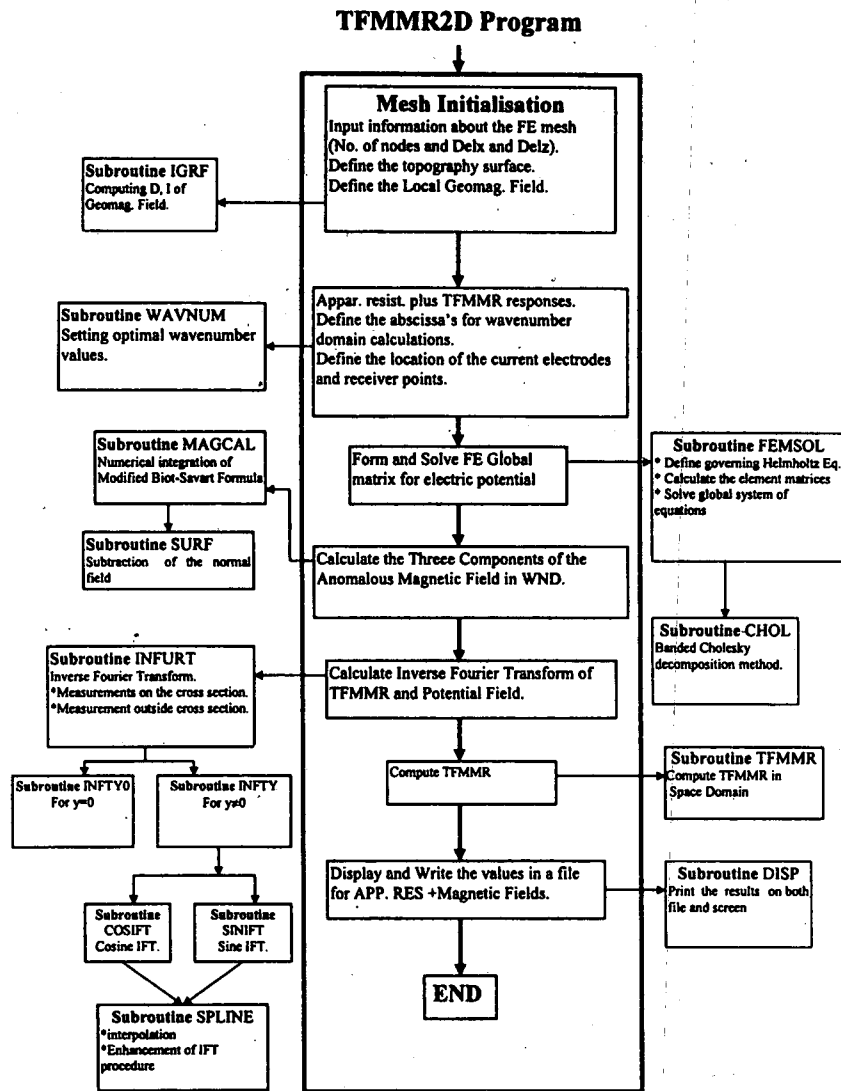 TFMMR2D Program
Mesh Initialisation
Input information about the FE mesh
(No. of nodes and Delx and Delz).
Define the topography surface.
Define the Local Geomag. Field.
Subroutine IGRF
Computing D, I of
Geomag. Field.
Appar. resist. plus TFMMR responses.
Define the abscissa's for wavenumber
domain calculations.
Define the location of the current electrodes
and receiver points.
Subroutine WAVNUM
Setting optimal wavenumber
values.
Subroutine MAGCAL
Numerical integration of
Modified Biot-Savart Formula
Form and Solve FE Global
matrix for electric potential
Subroutine FEMSOL
* Define governing Helmholtz Eq.
* Calculate the element matrices
* Solve global system of
equations
Subroutine SURF
Subtraction of the normal
field
Calculate the Threee Components of the
Anomalous Magnetic Field in WND.
Subroutine-CHOL
Banded Cholesky
decomposition method.
Subroutine INFURT
Inverse Fourier Transform.
*Measurements on the cross section.
*Measurement outside cross section.
Calculate Inverse Fourier Transform of
TFMMR and Potential Field.
Subroutine INFTY0
For y=0
Subroutine INFTY
For y≠0
Compute TFMMR
Subroutine TFMMR
Compute TFMMR in
Space Domain
Display and Write the values in a file
for APP. RES +Magnetic Fields.
Subroutine DISP
Print the results on both
file and screen
Subroutine
COSIFT
Cosine IFT.
Subroutine
SINIFT
Sine IFT.
END
Subroutine SPLINE
*interpolation
*Enhancement of IFT
procedure